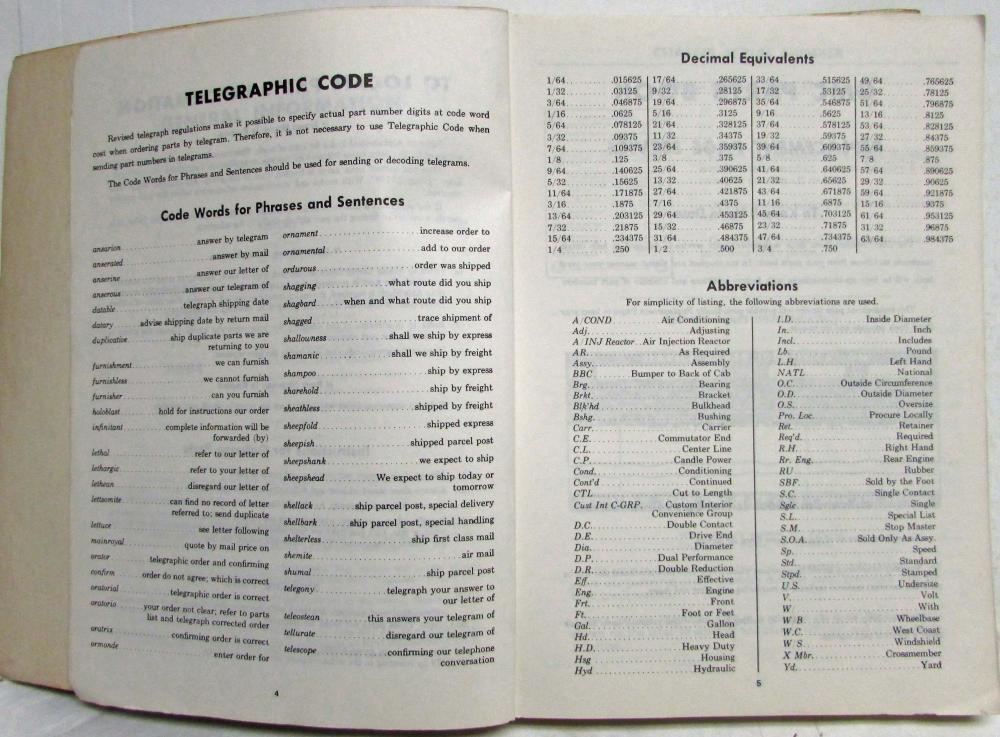 TELEGRAPHIC CODE
Revised telegraph regulations make it possible to specify actual part number digits at code word
cost when ordering parts by telegram. Therefore, it is not necessary to use Telegraphic Code when
sending part numbers in telegrams.
The Code Words for Phrases and Sentences should be used for sending or decoding telegrams.
Code Words for Phrases and Sentences
ansarion answer by telegram
anserated answer by mail
anserine answer our letter of
anserous answer our telegram of
datable telegraph shipping date
datary advise shipping date by return mail
duplicative ship duplicate parts we are
returning to you
furnishment we can furnish
furnishless we cannot furnish
furnisher can you furnish
holoblast hold for instructions our order
infinitant complete information will be
forwarded (by)
lethal refer to our letter of
lethargic refer to your letter of
lethean disregard our letter of
lettsomite can find no record of letter
referred to; send duplicate
lettuce see letter following
mainroyal quote by mail price on
orator telegraphic order and confirming
confirm order do not agree; which is correct
oratorial telegraphic order is correct
oratorio your order not clear; refer to parts
list and telegraph corrected order
oratrix confirming order is correct
ormonde enter order for
ornament increase order to
ornamental add to our order
ordurous order was shipped
shagging what route did you ship
shagbard when and what route did you ship
shagged trace shipment of
shallowness shall we ship by express
shamanic shall we ship by freight
shampoo ship by express
sharehold ship by freight
sheathless shipped by freight
sheepfold shipped express
sheepish shipped parcel post
sheepshank we expect to ship
sheepshead We expect to ship today or
tomorrow
shellack ship parcel post, special delivery
shellbark ship parcel post, special handling
shelterless ship first class mail
shemite air mail
shumal ship parcel post
telegony telegraph your answer to
our letter of
teleostean this answers your telegram of
tellurate disregard our telegram of
telescope confirming our telephone
conversation
4
Decimal Equivalents
1/64 .015625 17/64 .265625 33/64 .515625 49/64 .765625
1/32 .03125 9/32 .28125 17/32 .53125 25/32 .78125
3/64 .046875 19/64 .296875 35/64 .546875 51/64 .796875
1/16 .0625 5/16 .3125 9/16 .5625 13/16 .8125
5/64 .078125 21/64 .328125 37/64 .578125 53/64 .828125
3/32 .09375 11/32 .34375 19/32 .59375 27/32 .84375
7/64 .109375 23/64 .359375 39/64 .609375 55/64 .859375
1/8 .125 3/8 .375 5/8 .625 7/8 .875
9/64 .140625 25/64 .390625 41/64 .640625 57/64 .890625
5/32 .15625 13/32 .40625 21/32 .65625 29/32 .90625
11/64 .171875 27/64 .421875 43/64 .671875 59/64 .921875
3/16 .1875 7/16 .4375 11/16 .6875 15/16 .9375
13/64 .203125 29/64 .453125 45/64 .703125 61/64 .953125
7/32 .21875 15/32 .46875 23/32 .71875 31/32 .96875
15/64 .234375 31/64 .484375 47/64 .734375 63/64 .984375
1/4 .250 1/2 .500 3/4 .750
Abbreviations
For simplicity of listing, the following abbreviations are used.
A/COND Air Conditioning
Adj. Adjusting
A/INJ Reactor Air Injection Reactor
AR. As Required
Assy. Assembly
BBC Bumper to Back of Cab
Brg. Bearing
Brkt. Bracket
Blk'hd Bulkhead
Bshg. Bushing
Carr. Carrier
C.E. Commutator End
C.L. Center Line
C.P. Candle Power
Cond. Conditioning
Cont'd Continued
CTL Cut to Length
Cust Int C-GRP. Custom Interior
Convenience Group
D.C. Double Contact
D.E. Drive End
Dia. Diameter
D.P. Dual Performance
D.R. Double Reduction
Eff. Effective
Eng. Engine
Frt. Front
Ft. Foot or Feet
Gal. Gallon
Hd. Head
H.D. Heavy Duty
Hsg Housing
Hyd Hydraulic
I.D. Inside Diameter
In. Inch
Incl. Includes
Lb. Pound
L.H. Left Hand
NATL National
O.C. Outside Circumference
O.D. Outside Diameter
O.S. Oversize
Pro. Loc. Procure Locally
Ret. Retainer
Req'd. Required
R.H. Right Hand
Rr. Eng. Rear Engine
RU Rubber
SBF. Sold by the Foot
S.C. Single Contact
Sgle Single
S.L. Special List
S.M. Stop Master
S.O.A. Sold Only As Assy.
Sp. Speed
Std. Standard
Stpd. Stamped
U.S. Undersize
V. Volt
W With
W/B Wheelbase
W.C. West Coast
W/S Windshield
X Mbr. Crossmember
Yd. Yard
5